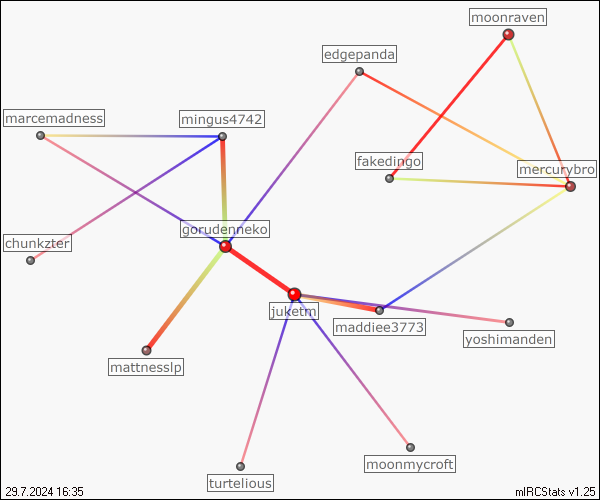 moonraven
edgepanda
marcemadness
mingus4742
fakedingo
mercurybro
gorudenneko
chunkzter
juketm
maddiee3773
yoshimanden
mattnesslp
moonmycroft
turtelious
29.7.2024 16:35
mIRCStats v1.25